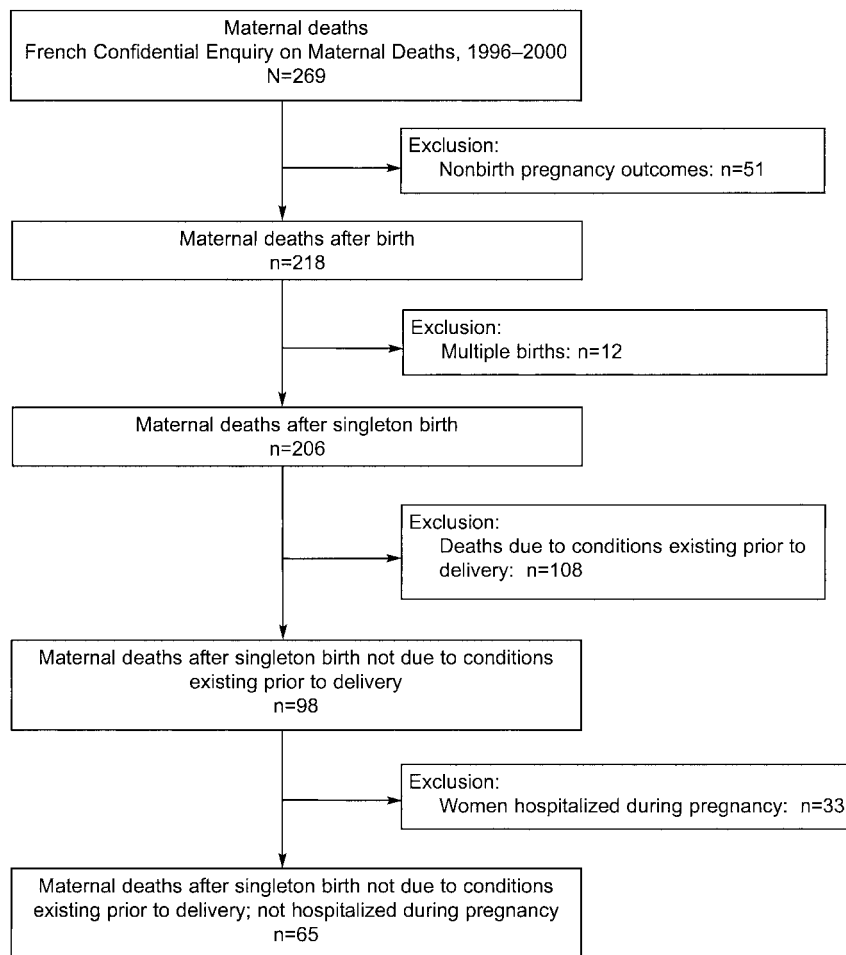 Maternal deaths
French Confidential Enquiry on Maternal Deaths, 1996–2000
N=269
Exclusion:
Nonbirth pregnancy outcomes: n=51
Maternal deaths after birth
n=218
Exclusion:
Multiple births: n=12
Maternal deaths after singleton birth
n=206
Exclusion:
Deaths due to conditions existing prior to
delivery: n=108
Maternal deaths after singleton birth not due to conditions
existing prior to delivery
n=98
Exclusion:
Women hospitalized during pregnancy: n=33
Maternal deaths after singleton birth not due to conditions
existing prior to delivery; not hospitalized during pregnancy
n=65